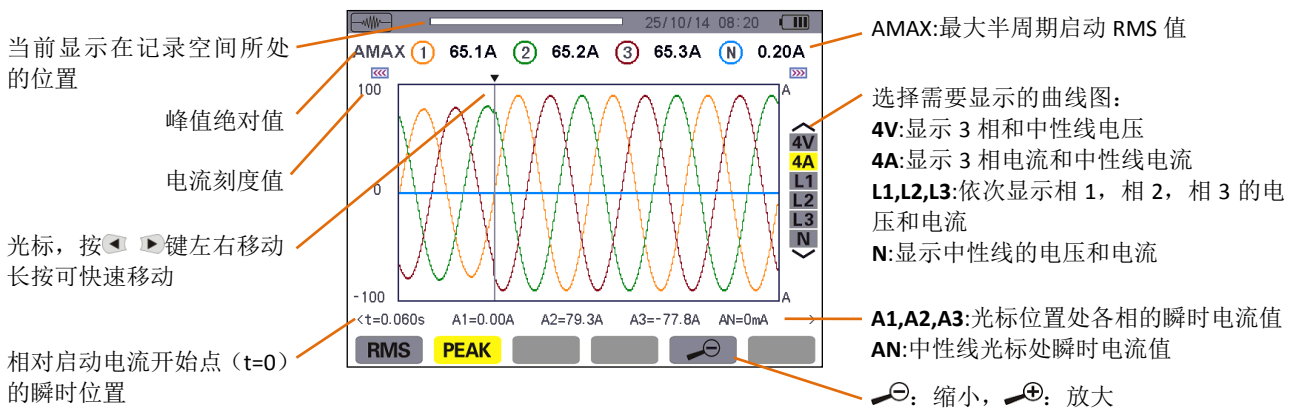 当前显示在记录空间所处
的位置
峰值绝对值
电流刻度值
光标，按 键左右移动
长按可快速移动
相对启动电流开始点（t=0）
的瞬时位置
25/10/14 08:20
AMAX 1 65.1A 2 65.2A 3 65.3A N 0.20A
100
A
0
-100
A
4V
4A
L1
L2
L3
N
<t=0.060s A1=0.00A A2=79.3A A3=-77.8A AN=0mA >
RMS PEAK
AMAX:最大半周期启动 RMS 值
选择需要显示的曲线图：
4V:显示 3 相和中性线电压
4A:显示 3 相电流和中性线电流
L1,L2,L3:依次显示相 1，相 2，相 3 的电
压和电流
N:显示中性线的电压和电流
A1,A2,A3:光标位置处各相的瞬时电流值
AN:中性线光标处瞬时电流值
：缩小， ：放大